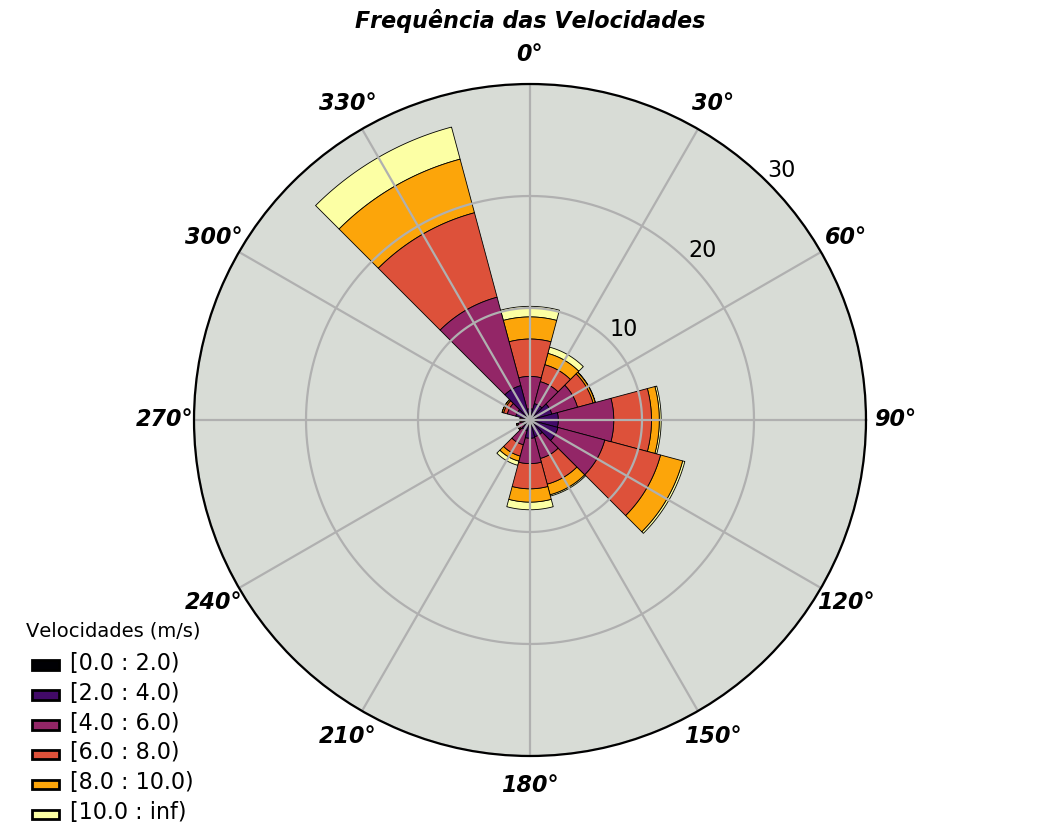 Frequência das Velocidades
0°
330°
30°
30
300°
60°
20
10
270°
90°
240°
120°
Velocidades (m/s)
[0.0 : 2.0)
[2.0 : 4.0)
[4.0 : 6.0)
210°
150°
[6.0 : 8.0)
180°
[8.0 : 10.0)
[10.0 : inf)